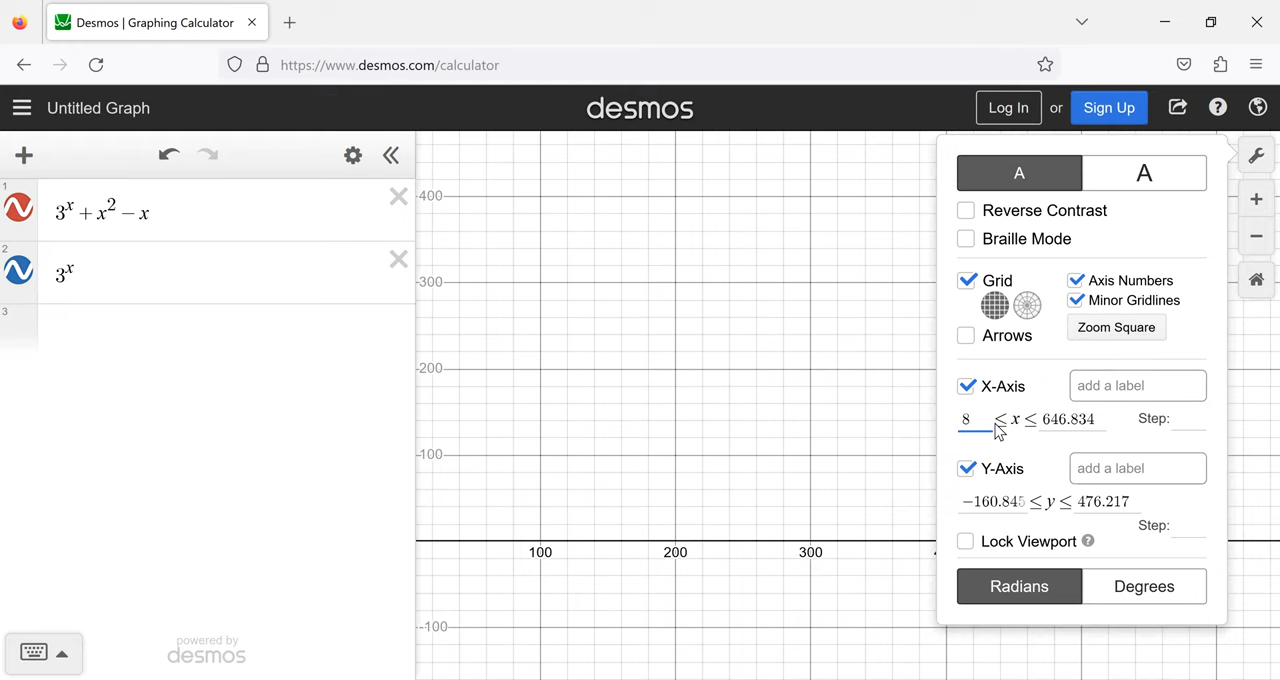 Desmos | Graphing Calculator
https://www.desmos.com/calculator
Untitled Graph
desmos
Log In or Sign Up
1
3^x + x^2 − x
2
3^x
3
400
300
200
100
-100
100
200
300
A
A
Reverse Contrast
Braille Mode
Grid
Axis Numbers
Minor Gridlines
Arrows
Zoom Square
X-Axis
add a label
8 ≤ x ≤ 646.834
Step:
Y-Axis
add a label
−160.845 ≤ y ≤ 476.217
Step:
Lock Viewport
Radians
Degrees
powered by
desmos